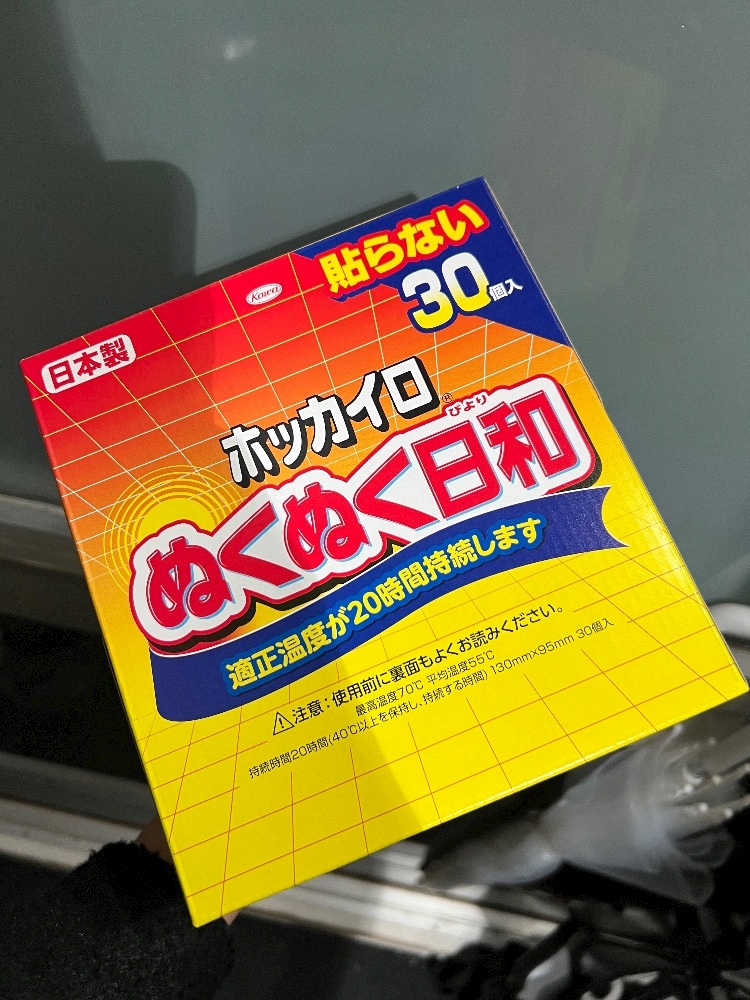 貼らない
30個入
Kowa
日本製
ホッカイロ®
びより
ぬくぬく日和
適正温度が20時間持続します
⚠注意:使用前に裏面もよくお読みください。
最高温度70℃ 平均温度55℃
持続時間20時間(40℃以上を保持し、持続する時間) 130mm×95mm 30個入